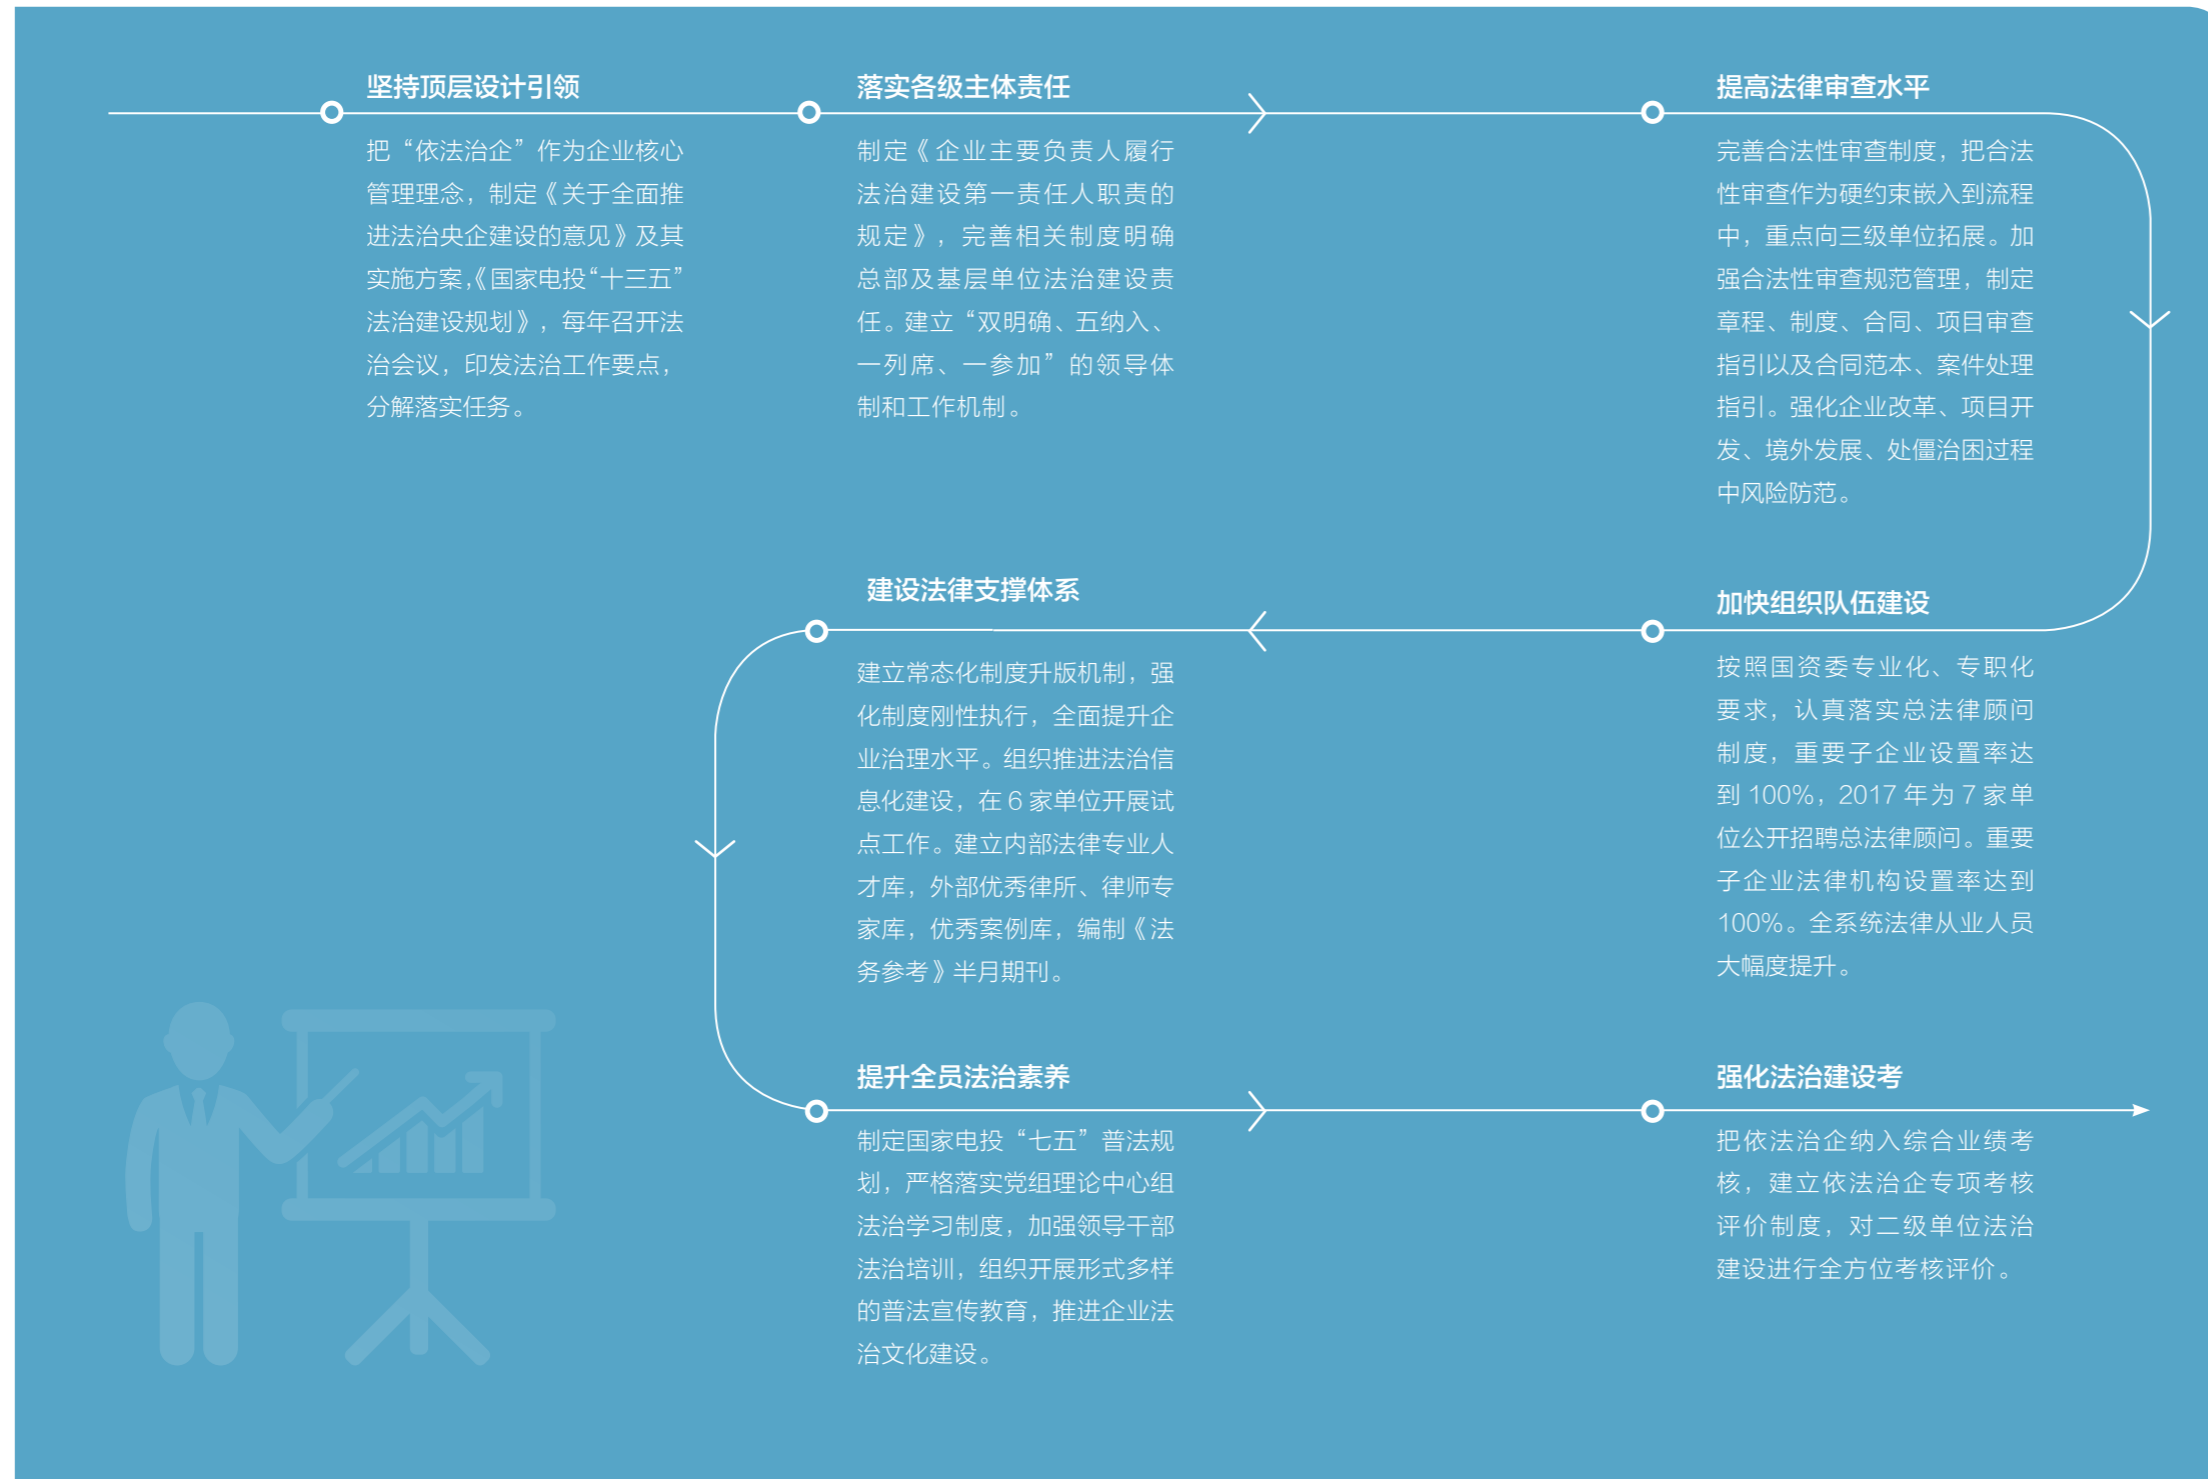 坚持顶层设计引领
把“依法治企”作为企业核心
管理理念，制定《关于全面推
进法治央企建设的意见》及其
实施方案，《国家电投“十三五”
法治建设规划》，每年召开法
治会议，印发法治工作要点，
分解落实任务。
落实各级主体责任
制定《企业主要负责人履行
法治建设第一责任人职责的
规定》，完善相关制度明确
总部及基层单位法治建设责
任。建立“双明确、五纳入、
一列席、一参加”的领导体
制和工作机制。
提高法律审查水平
完善合法性审查制度，把合法
性审查作为硬约束嵌入到流程
中，重点向三级单位拓展。加
强合法性审查规范管理，制定
章程、制度、合同、项目审查
指引以及合同范本、案件处理
指引。强化企业改革、项目开
发、境外发展、处僵治困过程
中风险防范。
加快组织队伍建设
按照国资委专业化、专职化
要求，认真落实总法律顾问
制度，重要子企业设置率达
到 100%，2017 年为 7 家单
位公开招聘总法律顾问。重要
子企业法律机构设置率达到
100%。全系统法律从业人员
大幅度提升。
建设法律支撑体系
建立常态化制度升版机制，强
化制度刚性执行，全面提升企
业治理水平。组织推进法治信
息化建设，在 6 家单位开展试
点工作。建立内部法律专业人
才库，外部优秀律所、律师专
家库，优秀案例库，编制《法
务参考》半月期刊。
提升全员法治素养
制定国家电投“七五”普法规
划，严格落实党组理论中心组
法治学习制度，加强领导干部
法治培训，组织开展形式多样
的普法宣传教育，推进企业法
治文化建设。
强化法治建设考
把依法治企纳入综合业绩考
核，建立依法治企专项考核
评价制度，对二级单位法治
建设进行全方位考核评价。